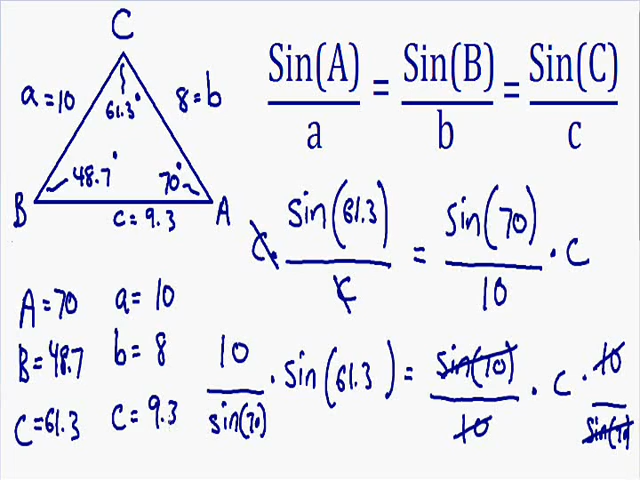 C
a = 10
8 = b
61.3°
48.7°
70°
B
c = 9.3
A
Sin(A)/a = Sin(B)/b = Sin(C)/c
c · sin(61.3)/c = sin(70)/10 · c
A = 70 a = 10
B = 48.7 b = 8
C = 61.3 c = 9.3
10/sin(70) · sin(61.3) = sin(70)/10 · c · 10/sin(70)